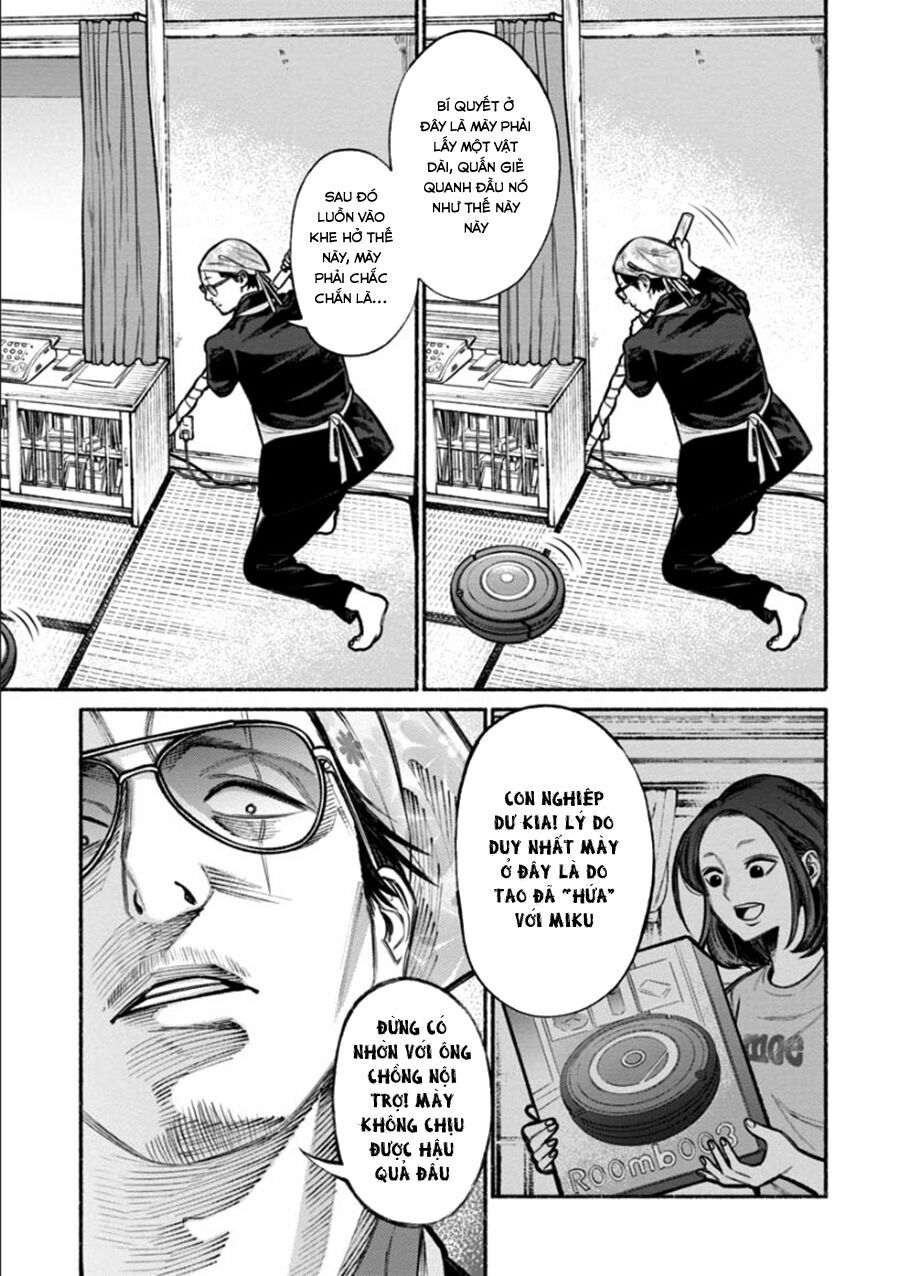 BÍ QUYẾT Ở
ĐÂY LÀ MÀY PHẢI
LẤY MỘT VẬT
DÀI, QUẤN GIẺ
QUANH ĐẦU NÓ
NHƯ THẾ NÀY NÀY
SAU ĐÓ
LUỒN VÀO
KHE HỞ THẾ
NÀY, MÀY
PHẢI CHẮC
CHẮN LÀ...
CON NGHIỆP
DƯ KIA! LÝ DO
DUY NHẤT MÀY
Ở ĐÂY LÀ DO
TAO ĐÃ "HỨA"
VỚI MIKU
moe
Roomb003
ĐỪNG CÓ
NHỜN VỚI ÔNG
CHỒNG NỘI
TRỢ! MÀY
KHÔNG CHỊU
ĐƯỢC HẬU
QUẢ ĐÂU